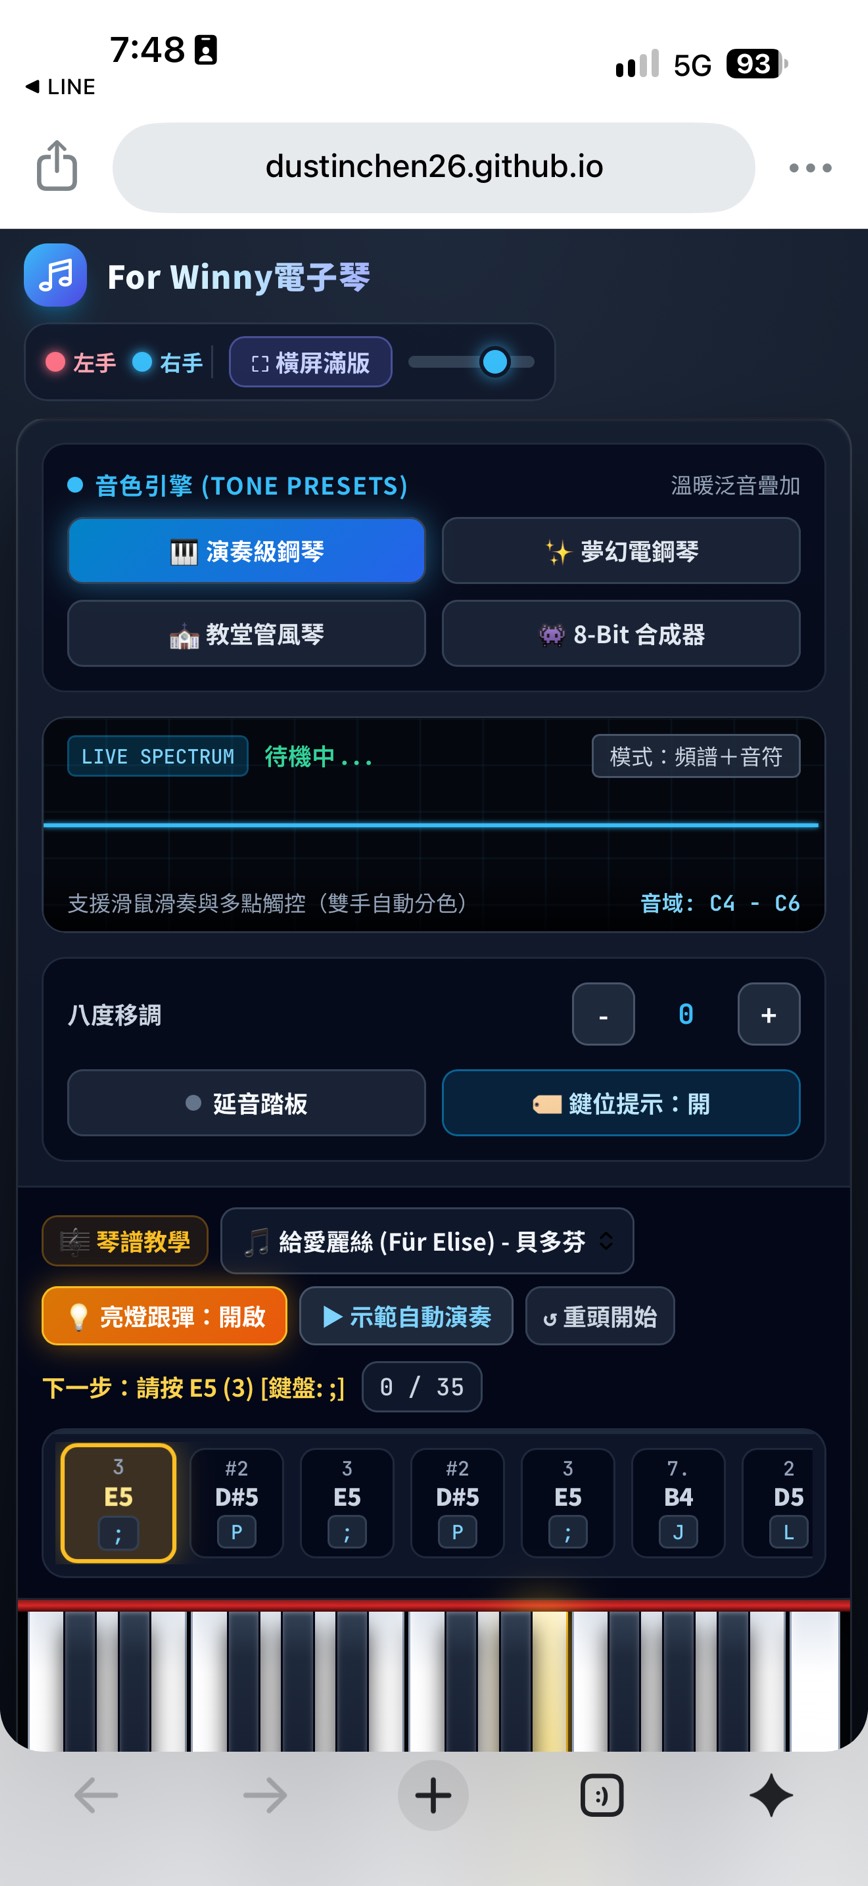 7:48
5G 93
◀ LINE
dustinchen26.github.io
For Winny電子琴
左手 右手 橫屏滿版
音色引擎 (TONE PRESETS) 溫暖泛音疊加
演奏級鋼琴 夢幻電鋼琴
教堂管風琴 8-Bit 合成器
LIVE SPECTRUM 待機中... 模式：頻譜＋音符
支援滑鼠滑奏與多點觸控（雙手自動分色） 音域: C4 - C6
八度移調 - 0 +
延音踏板 鍵位提示：開
琴譜教學 給愛麗絲 (Für Elise) - 貝多芬
亮燈跟彈：開啟 ▶ 示範自動演奏 ↺ 重頭開始
下一步：請按 E5 (3) [鍵盤: ;] 0 / 35
3 #2 3 #2 3 7. 2
E5 D#5 E5 D#5 E5 B4 D5
; P ; P ; J L